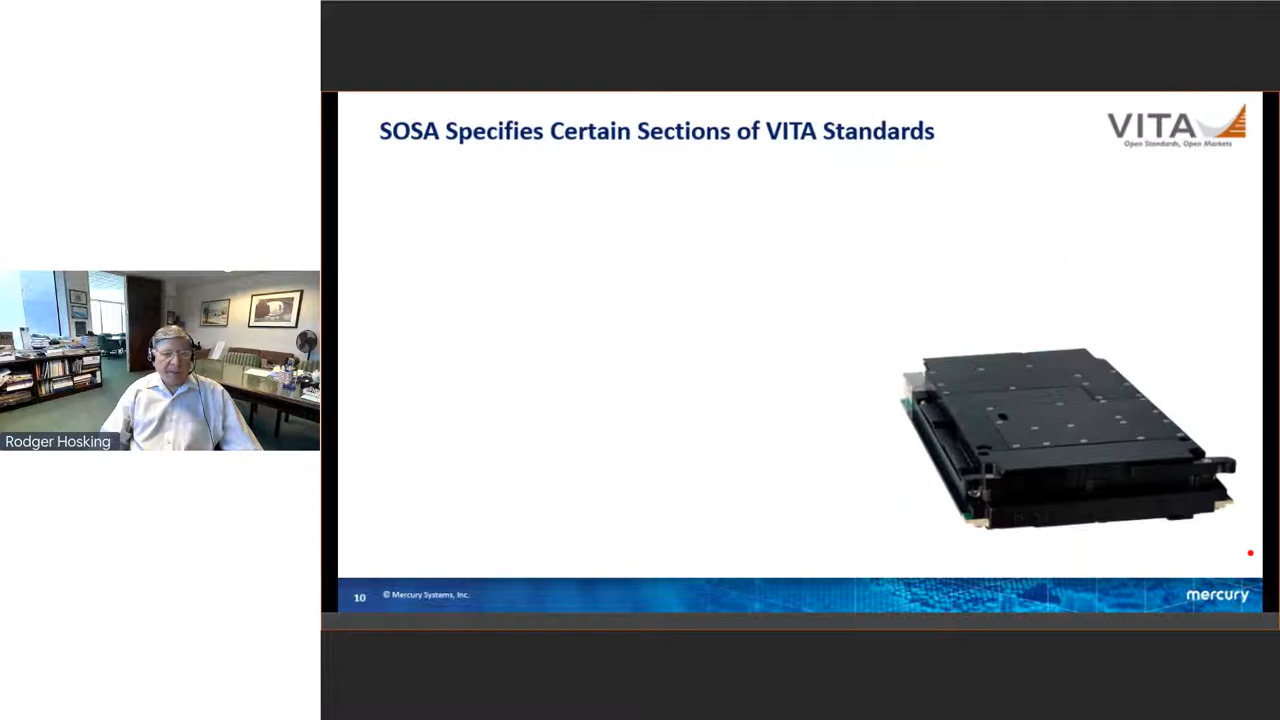 SOSA Specifies Certain Sections of VITA Standards
VITA
Open Standards, Open Markets
Rodger Hosking
10
© Mercury Systems, Inc.
mercury